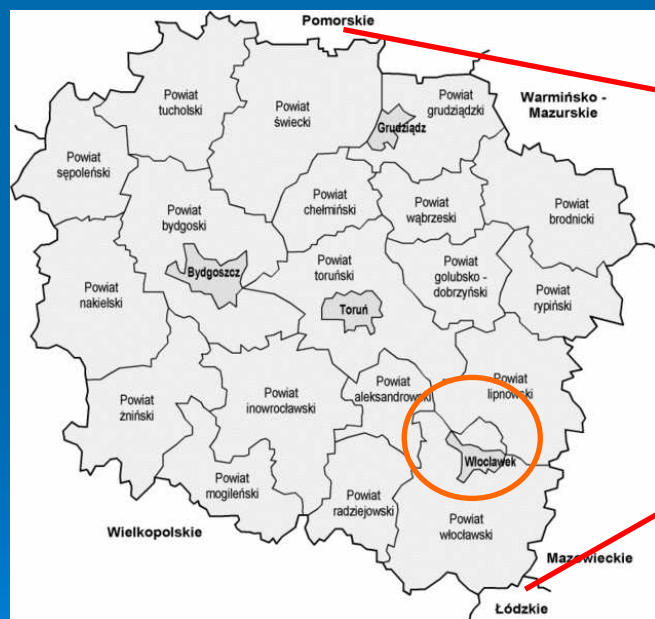 Pomorskie
Powiat
tucholski
Powiat
świecki
Powiat
grudziądzki
Grudziądz
Warmińsko -
Mazurskie
Powiat
sępoleński
Powiat
chełmiński
Powiat
wąbrzeski
Powiat
brodnicki
Powiat
bydgoski
Bydgoszcz
Powiat
toruński
Toruń
Powiat
golubsko -
dobrzyński
Powiat
rypiński
Powiat
nakielski
Powiat
żniński
Powiat
inowrocławski
Powiat
aleksandrowski
Powiat
lipnowski
Włocławek
Powiat
mogileński
Powiat
radziejowski
Powiat
włocławski
Wielkopolskie
Mazowieckie
Łódzkie